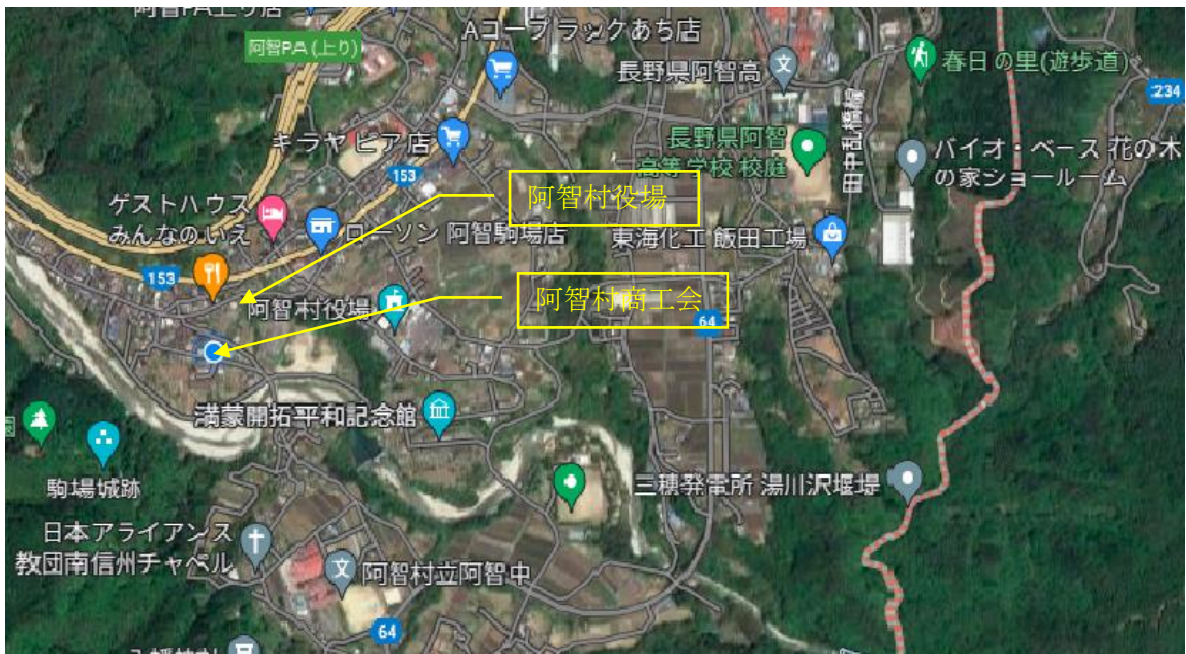 Aコープ ラックあち店
阿智PA (上り)
長野県阿智高
春日の里(遊歩道)
234
キラヤ ピア店
153
長野県阿智
高等学校 校庭
田中乱橋線
バイオ・ベース 花の木
の家ショールーム
阿智村役場
ゲストハウス
みんなのいえ
ローソン 阿智駒場店
東海化工 飯田工場
153
阿智村役場
阿智村商工会
64
満蒙開拓平和記念館
駒場城跡
三穂発電所 湯川沢堰堤
日本アライアンス
教団南信州チャペル
阿智村立阿智中
64